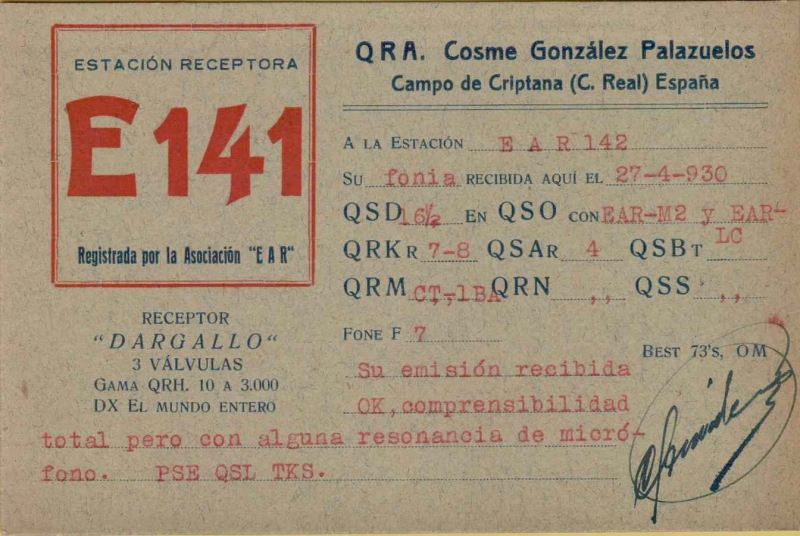 ESTACIÓN RECEPTORA
E 141
Registrada por la Asociación "E A R"
RECEPTOR
"DARGALLO"
3 VÁLVULAS
GAMA QRH. 10 A 3.000
DX EL MUNDO ENTERO
QRA. Cosme González Palazuelos
Campo de Criptana (C. Real) España
A LA ESTACIÓN E A R 142
SU fonia RECIBIDA AQUÍ EL 27-4-930
QSD 16½ EN QSO CON EAR-M2 y EAR-LC
QRKR 7-8 QSAR 4 QSBT
QRM CT-1BA QRN ,, QSS ,,
FONE F 7
BEST 73's, OM
Su emisión recibida
OK, comprensibilidad
total pero con alguna resonancia de micró-
fono. PSE QSL TKS.